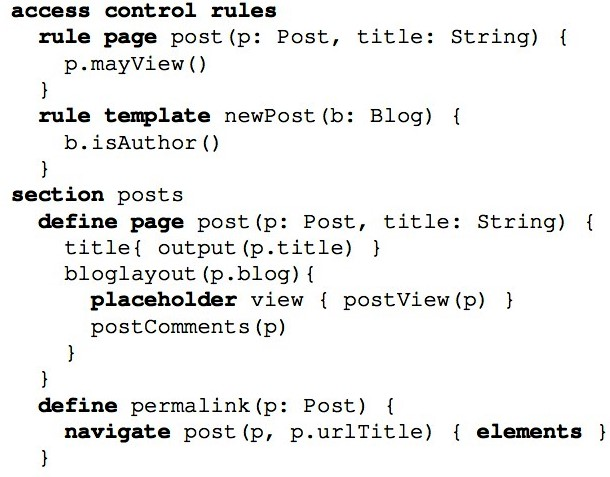 access control rules
rule page post(p: Post, title: String) {
p.mayView()
}
rule template newPost(b: Blog) {
b.isAuthor()
}
section posts
define page post(p: Post, title: String) {
title{ output(p.title) }
bloglayout(p.blog){
placeholder view { postView(p) }
postComments(p)
}
}
define permalink(p: Post) {
navigate post(p, p.urlTitle) { elements }
}